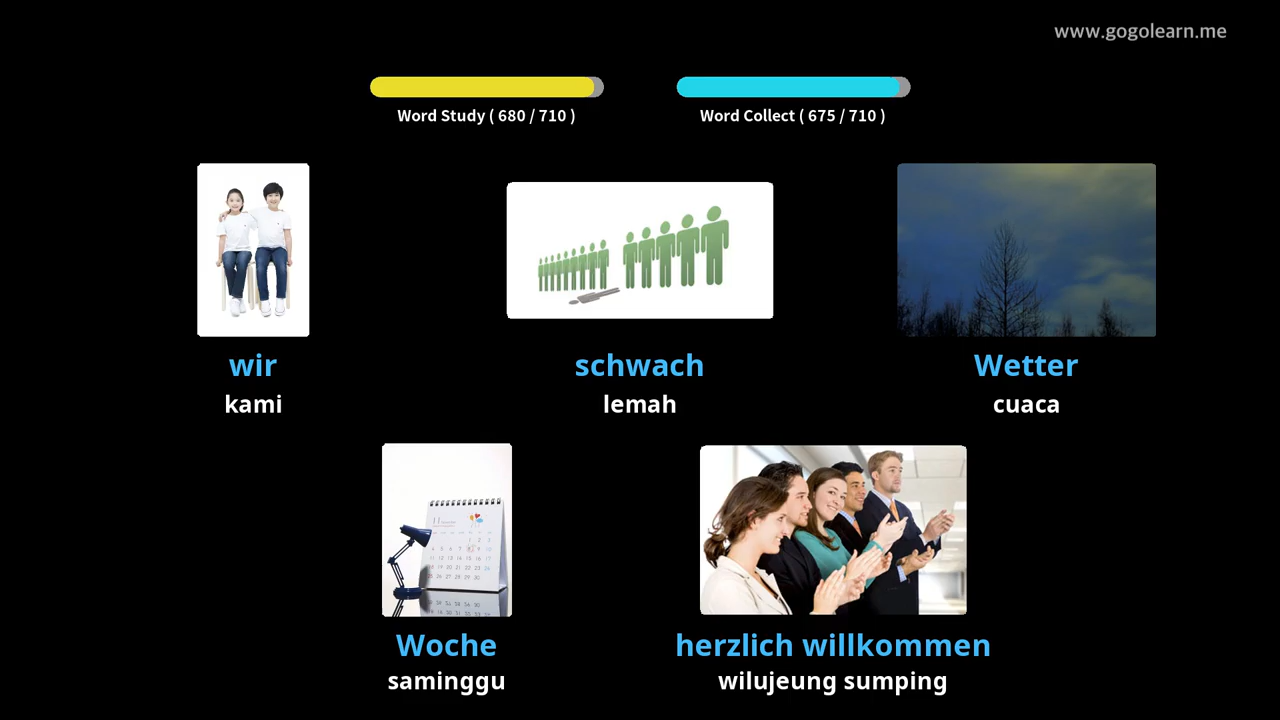 www.gogolearn.me
Word Study ( 680 / 710 )
Word Collect ( 675 / 710 )
wir
kami
schwach
lemah
Wetter
cuaca
Woche
saminggu
herzlich willkommen
wilujeung sumping